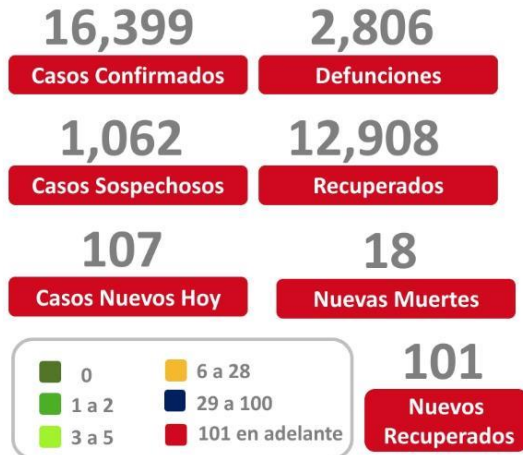 16,399
Casos Confirmados
2,806
Defunciones
1,062
Casos Sospechosos
12,908
Recuperados
107
Casos Nuevos Hoy
18
Nuevas Muertes
0
1 a 2
3 a 5
6 a 28
29 a 100
101 en adelante
101
Nuevos
Recuperados